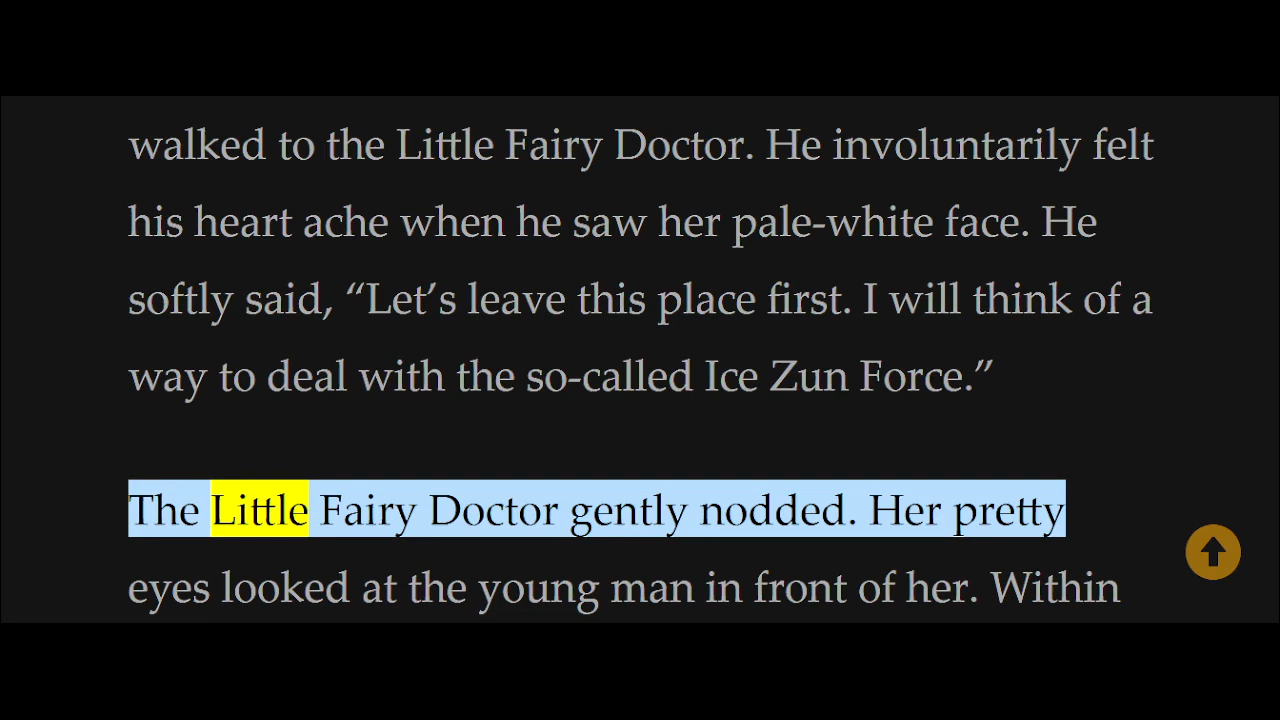 walked to the Little Fairy Doctor. He involuntarily felt
his heart ache when he saw her pale-white face. He
softly said, “Let’s leave this place first. I will think of a
way to deal with the so-called Ice Zun Force.”
The Little Fairy Doctor gently nodded. Her pretty
eyes looked at the young man in front of her. Within